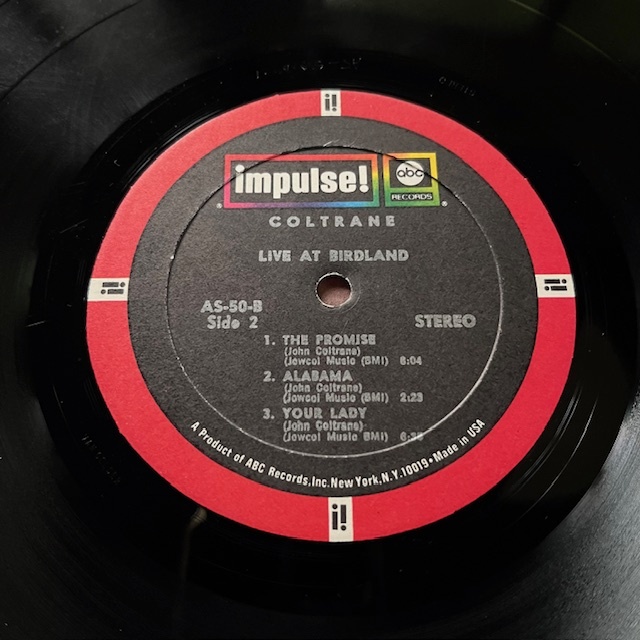 impulse! abc RECORDS
COLTRANE
LIVE AT BIRDLAND
AS-50-B
Side 2
STEREO
1. THE PROMISE
(John Coltrane)
(Jowcol Music (BMI) 8:04
2. ALABAMA
(John Coltrane)
(Jowcol Music (BMI) 2:23
3. YOUR LADY
(John Coltrane)
(Jowcol Music (BMI)
A Product of ABC Records, Inc. New York, N.Y. 10019 • Made in USA